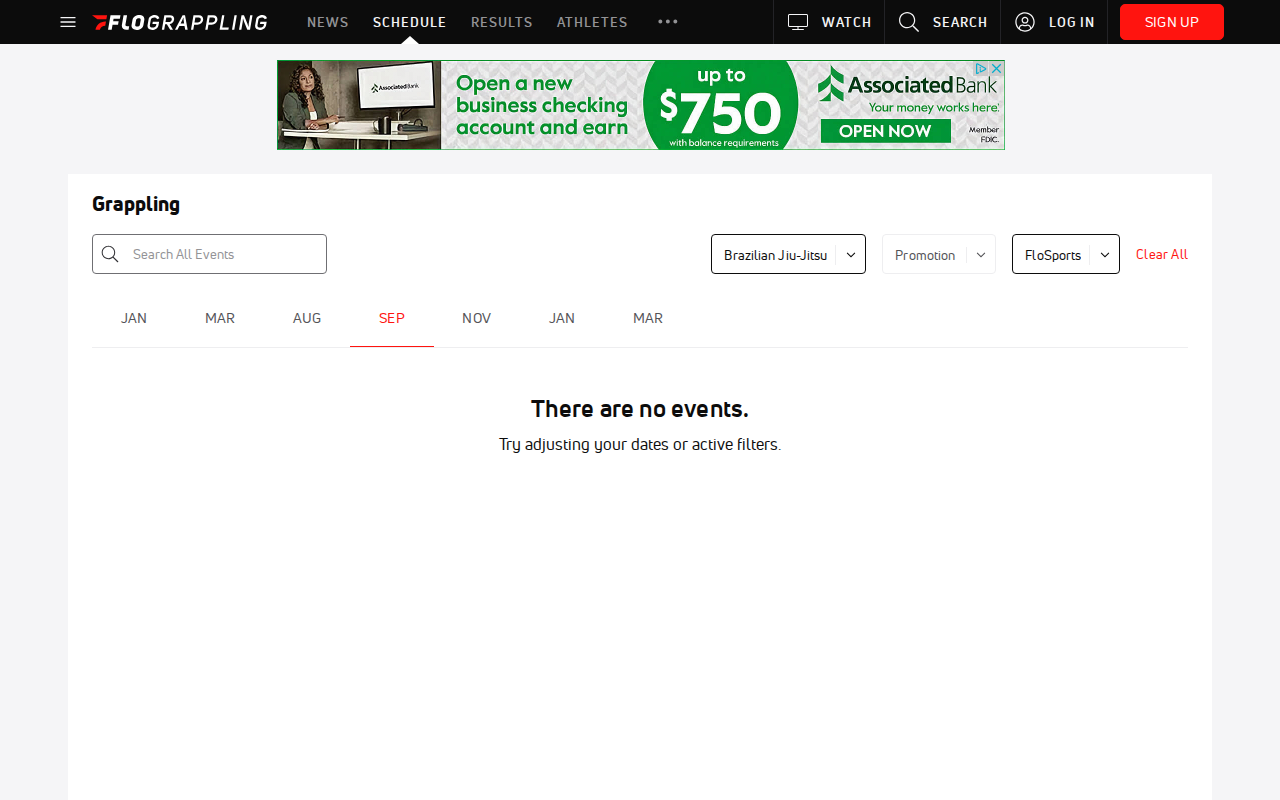 FLOGRAPPLING
NEWS
SCHEDULE
RESULTS
ATHLETES
WATCH
SEARCH
LOG IN
SIGN UP
AssociatedBank
Open a new
business checking
account and earn
up to
$750
with balance requirements
AssociatedBank
Your money works here.
OPEN NOW
Member
FDIC.
Grappling
Search All Events
Brazilian Jiu-Jitsu
Promotion
FloSports
Clear All
JAN
MAR
AUG
SEP
NOV
JAN
MAR
There are no events.
Try adjusting your dates or active filters.